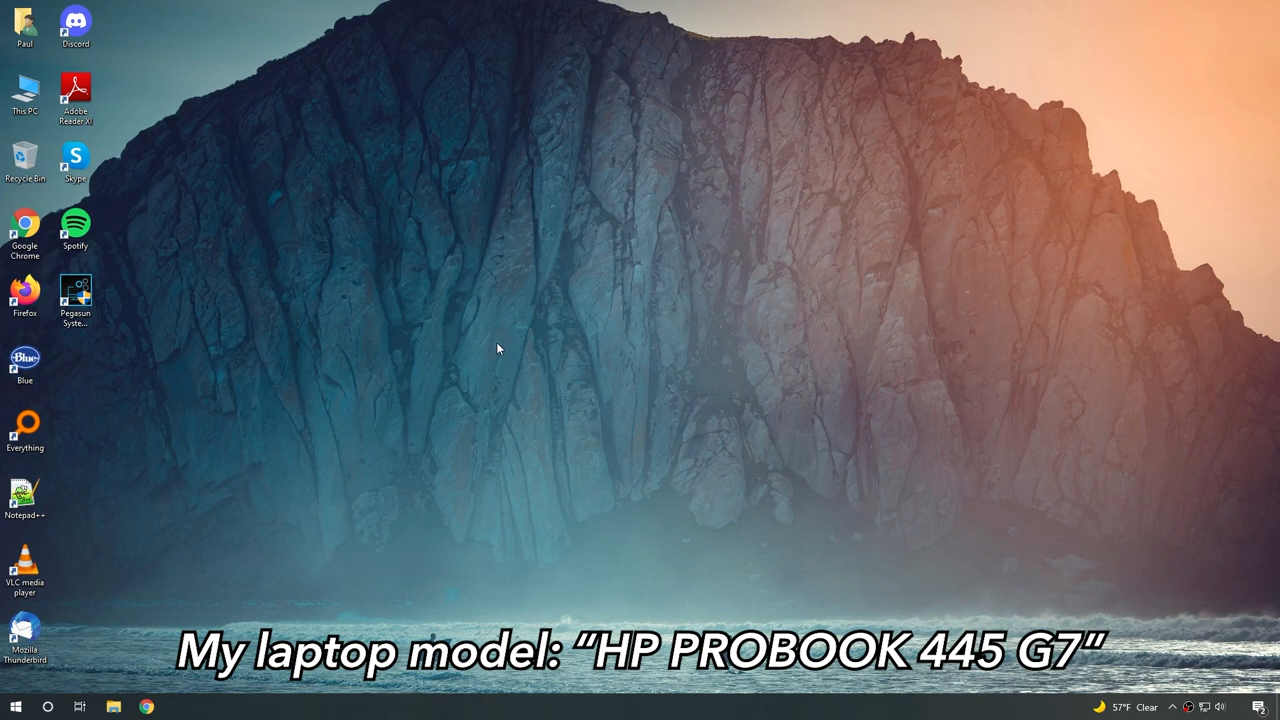 Paul
Discord
This PC
Adobe
Reader XI
Recycle Bin
Skype
Google
Chrome
Spotify
Firefox
Pegasun
Syste...
Blue
Blue
Everything
Notepad++
VLC media
player
Mozilla
Thunderbird
My laptop model: “HP PROBOOK 445 G7”
57°F Clear
2